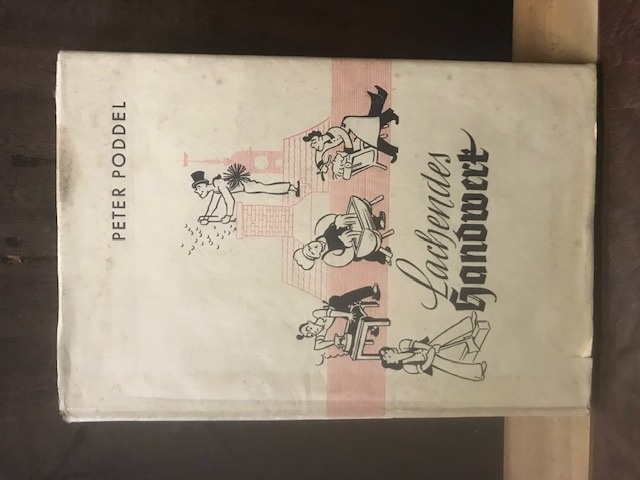 PETER PODDEL
Lachendes
Handwerk